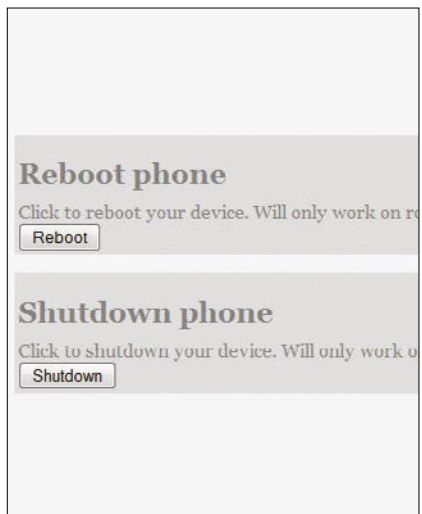 Reboot phone
Click to reboot your device. Will only work on
Reboot
Shutdown phone
Click to shutdown your device. Will only work
Shutdown